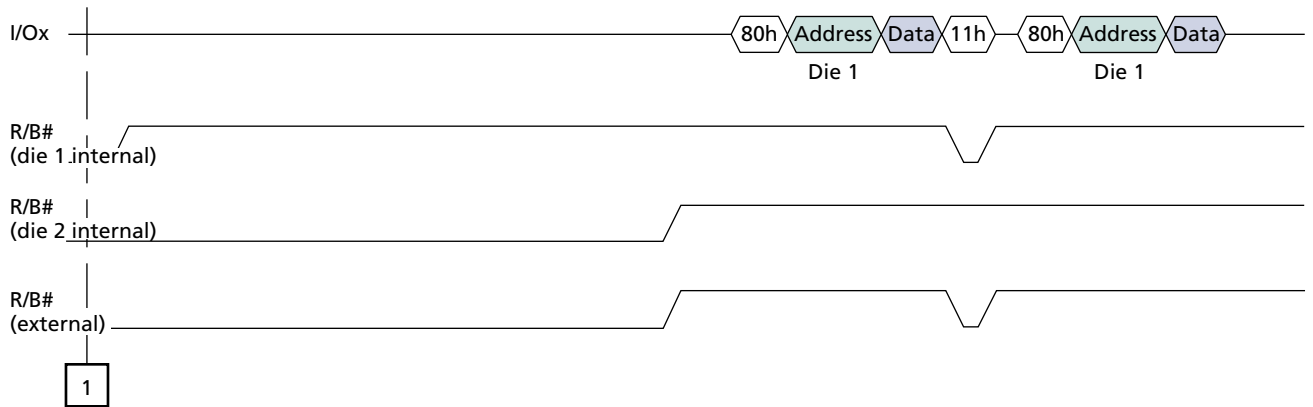 I/Ox 80h Address Data 11h 80h Address Data
Die 1 Die 1
R/B#
(die 1 internal)
R/B#
(die 2 internal)
R/B#
(external)
1